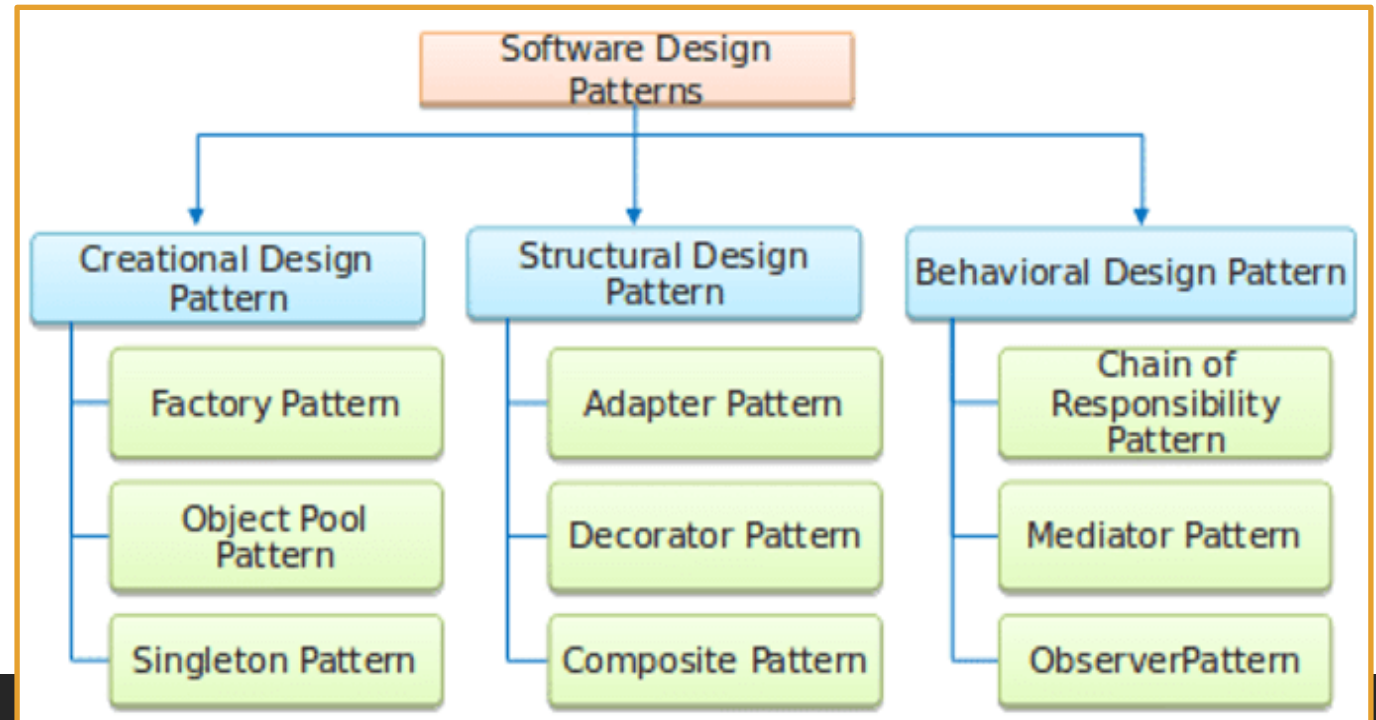 Software Design
Patterns
Creational Design
Pattern
Structural Design
Pattern
Behavioral Design Pattern
Factory Pattern
Object Pool
Pattern
Singleton Pattern
Adapter Pattern
Decorator Pattern
Composite Pattern
Chain of
Responsibility
Pattern
Mediator Pattern
ObserverPattern